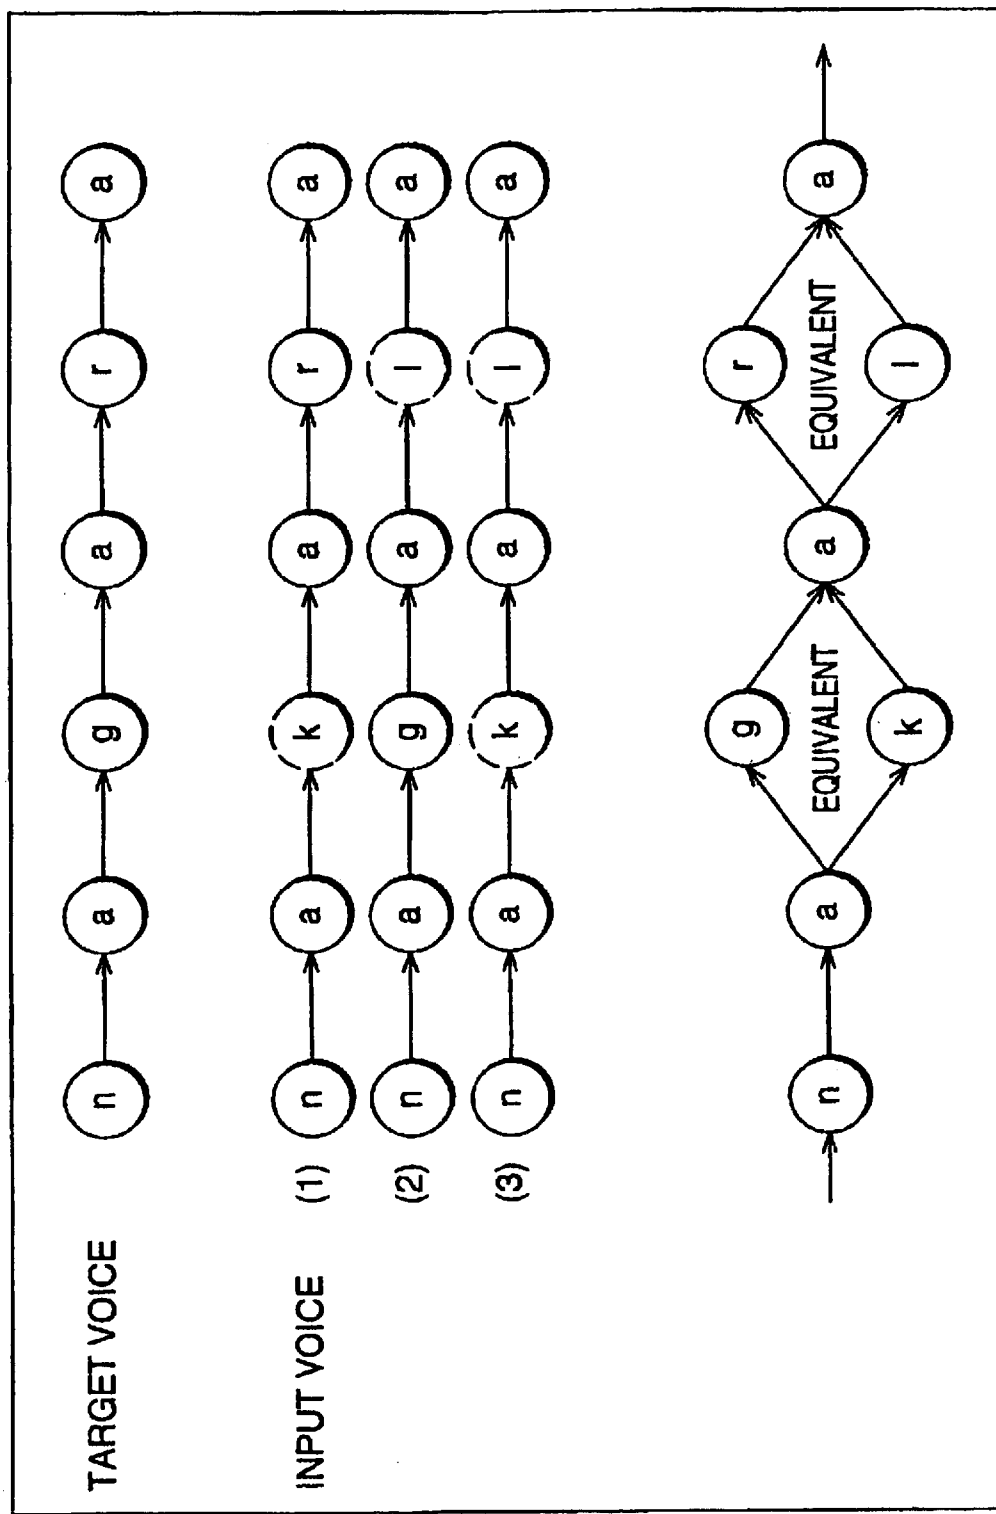 TARGET VOICE n a g a r a
INPUT VOICE (1) n a k a r a
(2) n a g a l a
(3) n a k a l a
g r
n a EQUIVALENT a EQUIVALENT a
k l